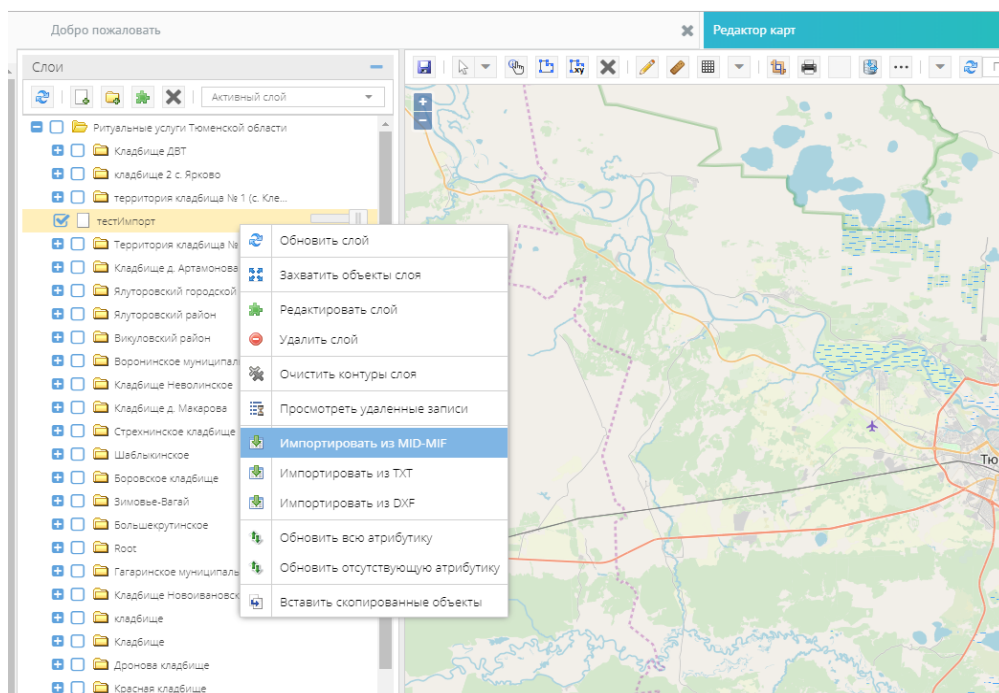 Добро пожаловать
Редактор карт
Слои
Активный слой
Ритуальные услуги Тюменской области
Кладбище ДВТ
кладбище 2 с. Ярково
территория кладбища № 1 (с. Кле...
тестИмпорт
Территория кладбища №
Кладбище д. Артамонова
Ялуторовский городской
Ялуторовский район
Викуловский район
Воронинское муниципал
Кладбище Неволинское
Кладбище д. Макарова
Стрехнинское кладбище
Шаблыкинское
Боровское кладбище
Зимовье-Вагай
Большекрутинское
Root
Гагаринское муниципаль
Кладбище Новоивановск
кладбище
Кладбище
Дронова кладбище
Красная кладбище
Обновить слой
Захватить объекты слоя
Редактировать слой
Удалить слой
Очистить контуры слоя
Просмотреть удаленные записи
Импортировать из MID-MIF
Импортировать из TXT
Импортировать из DXF
Обновить всю атрибутику
Обновить отсутствующую атрибутику
Вставить скопированные объекты
xy
Тю